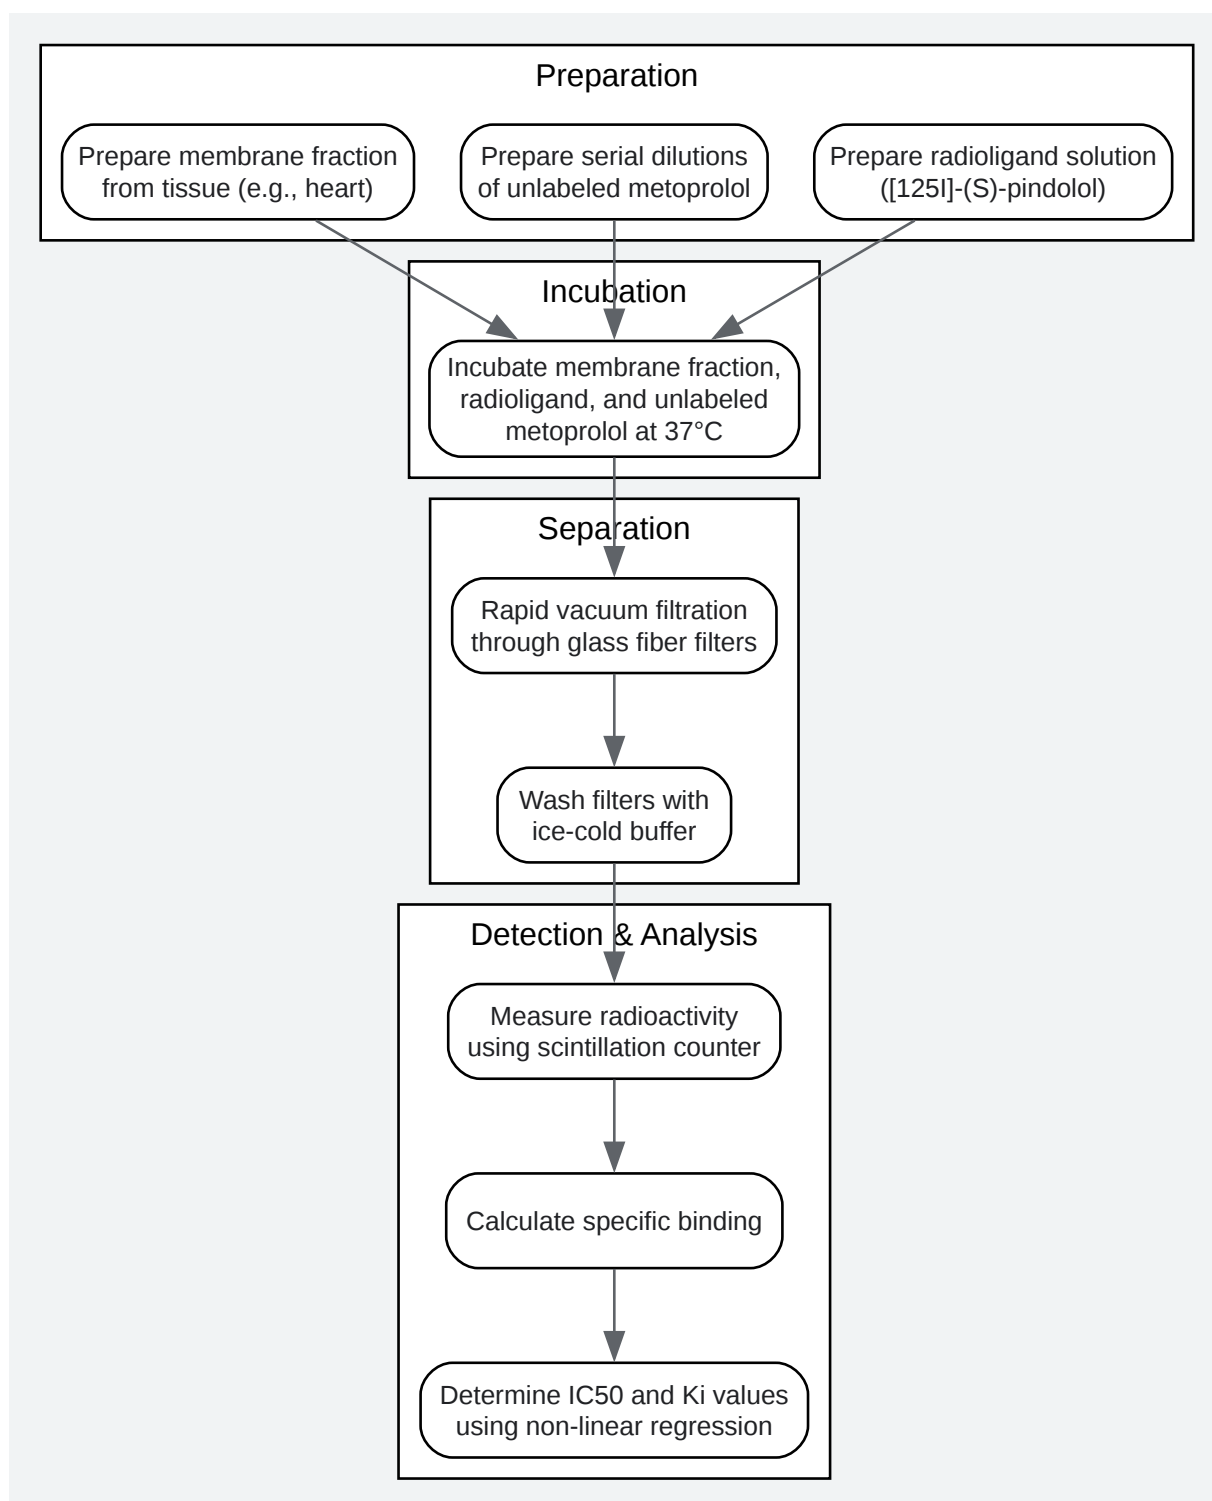 Preparation
Prepare membrane fraction
from tissue (e.g., heart)
Prepare serial dilutions
of unlabeled metoprolol
Prepare radioligand solution
([125I]-(S)-pindolol)
Incubation
Incubate membrane fraction,
radioligand, and unlabeled
metoprolol at 37°C
Separation
Rapid vacuum filtration
through glass fiber filters
Wash filters with
ice-cold buffer
Detection & Analysis
Measure radioactivity
using scintillation counter
Calculate specific binding
Determine IC50 and Ki values
using non-linear regression